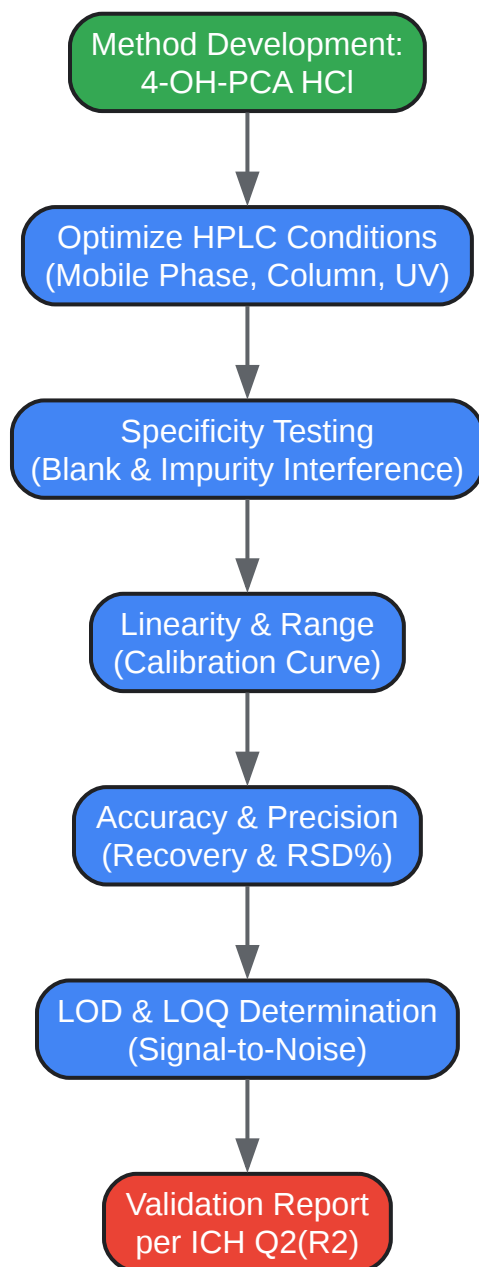 Method Development:
4-OH-PCA HCl
Optimize HPLC Conditions
(Mobile Phase, Column, UV)
Specificity Testing
(Blank & Impurity Interference)
Linearity & Range
(Calibration Curve)
Accuracy & Precision
(Recovery & RSD%)
LOD & LOQ Determination
(Signal-to-Noise)
Validation Report
per ICH Q2(R2)